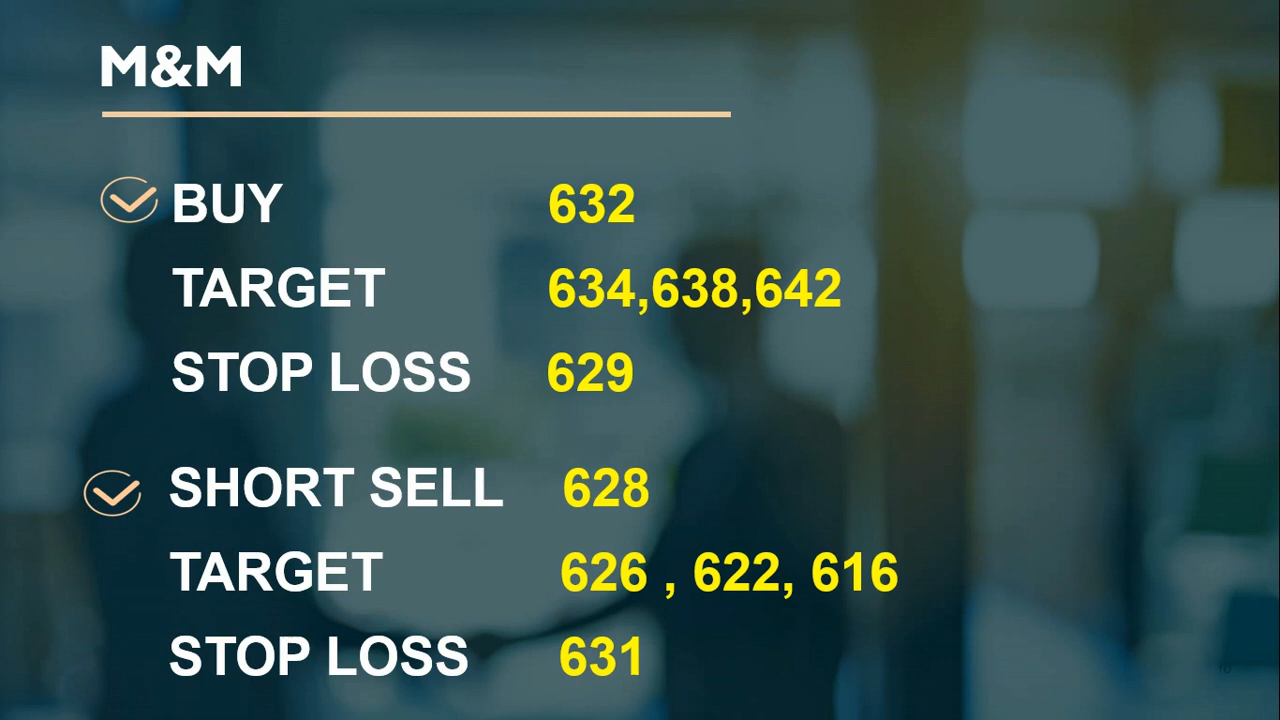 M&M
BUY 632
TARGET 634,638,642
STOP LOSS 629
SHORT SELL 628
TARGET 626 , 622, 616
STOP LOSS 631